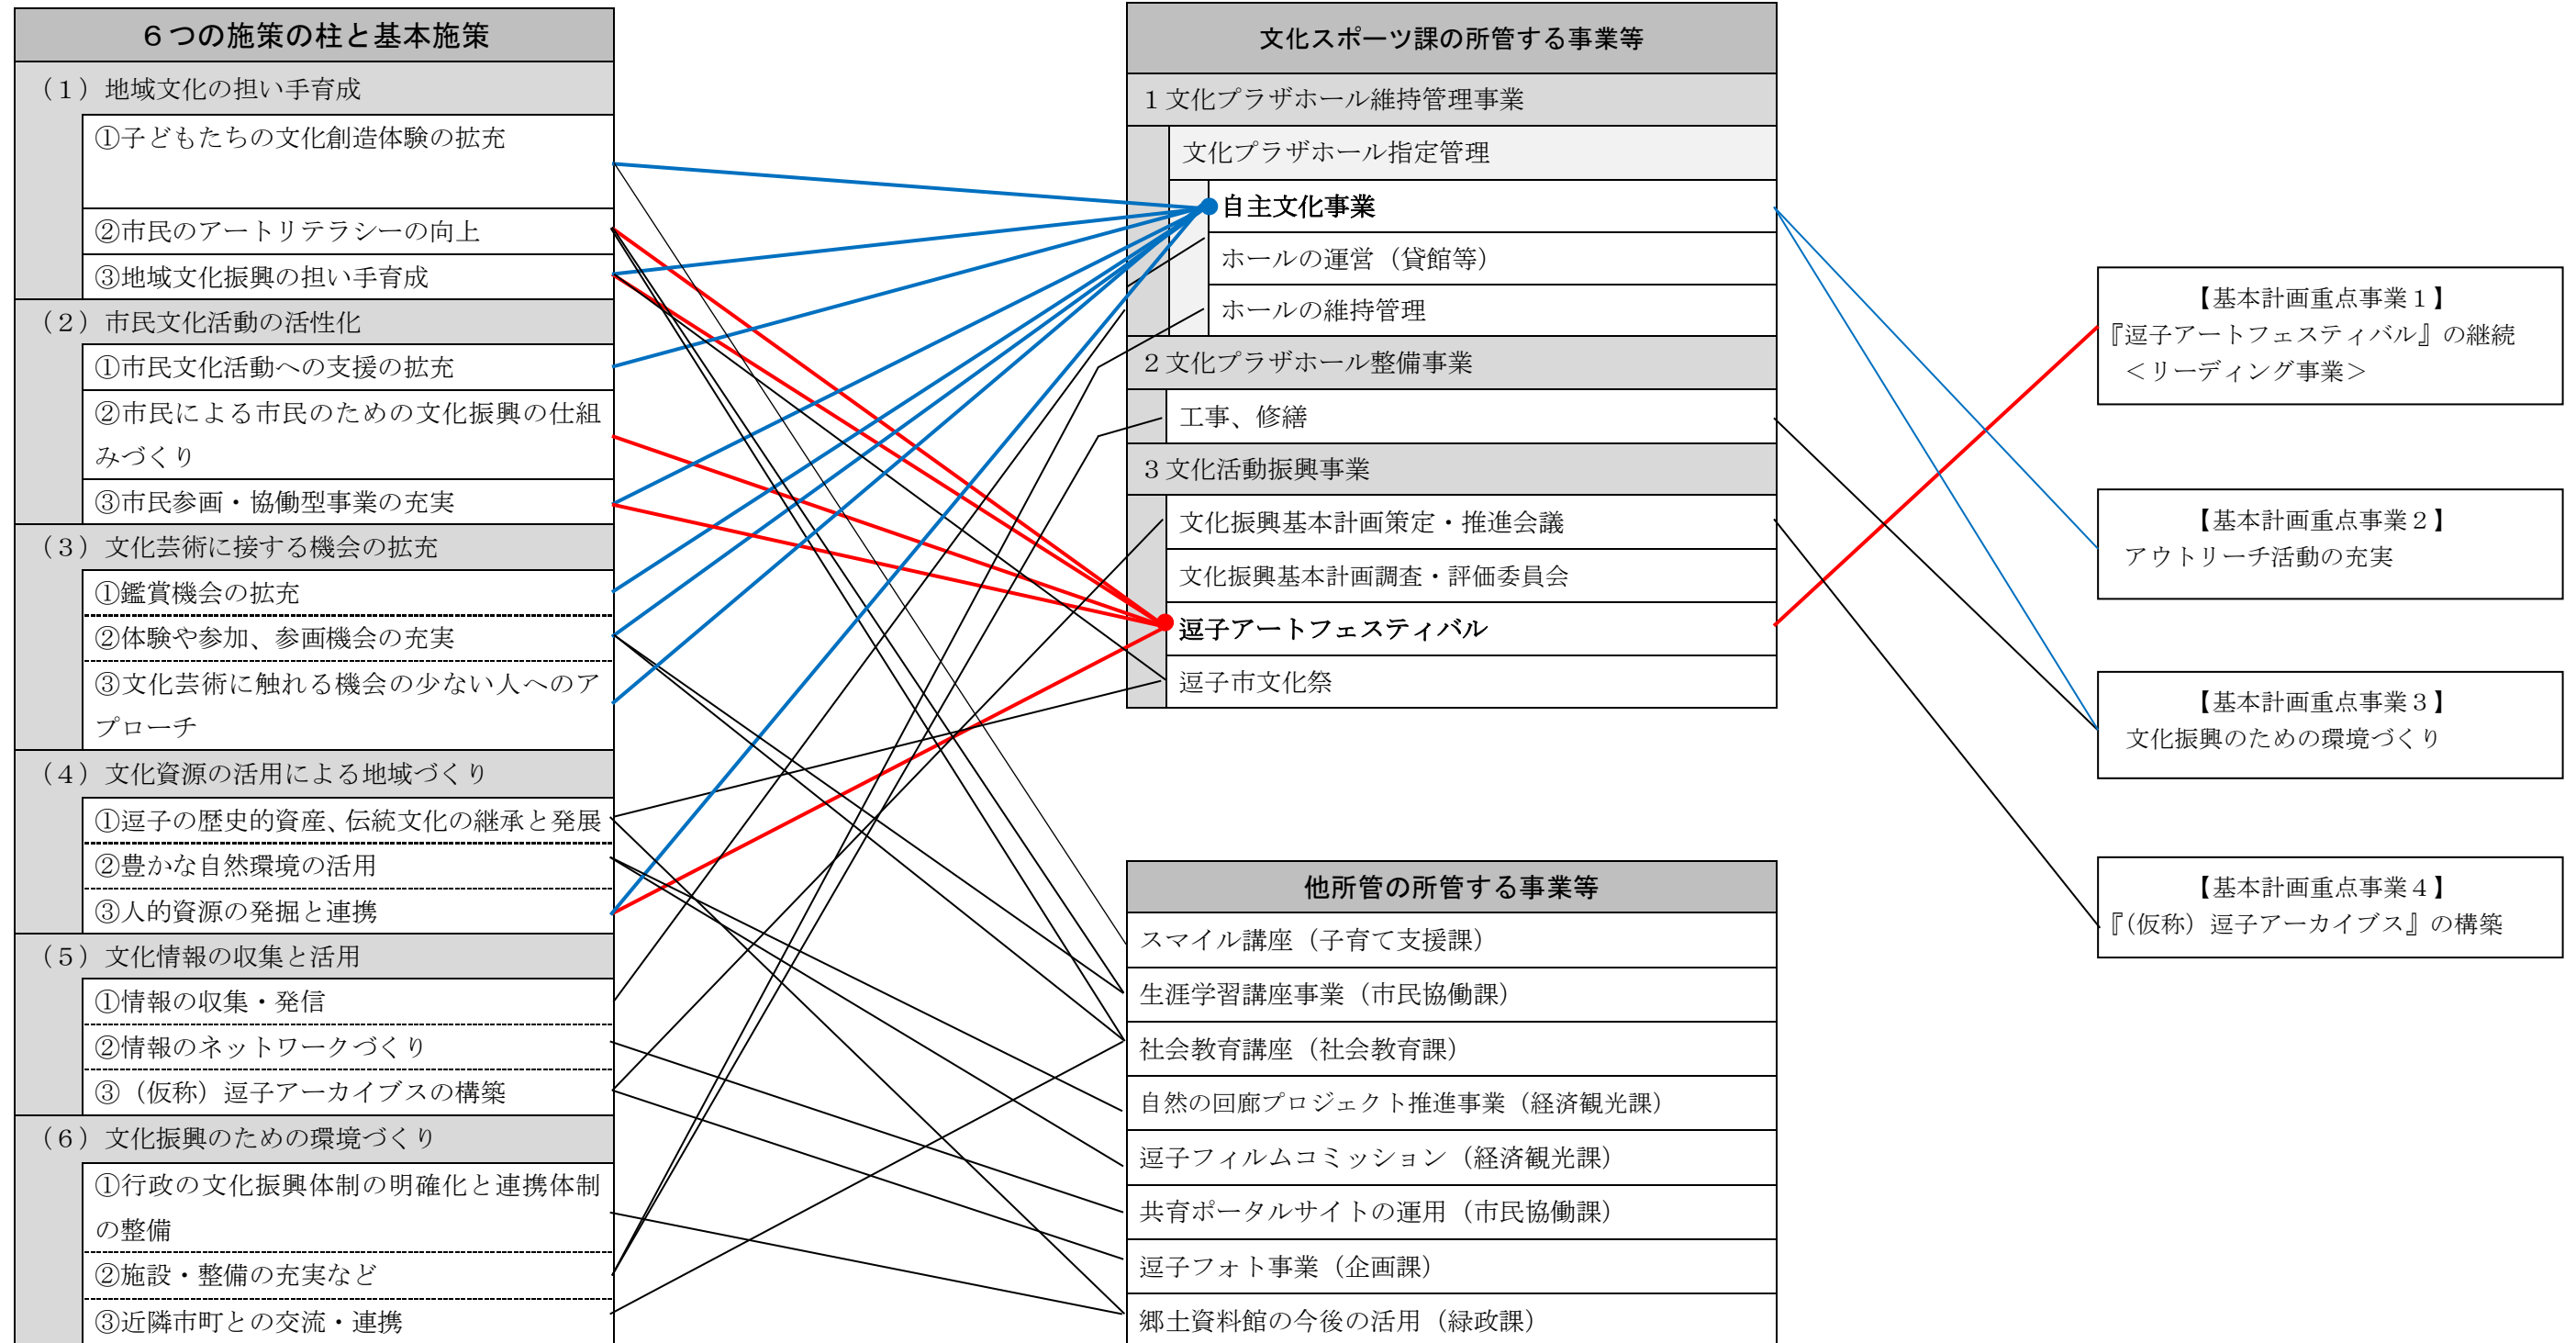 ６つの施策の柱と基本施策
（１）地域文化の担い手育成
①子どもたちの文化創造体験の拡充
②市民のアートリテラシーの向上
③地域文化振興の担い手育成
（２）市民文化活動の活性化
①市民文化活動への支援の拡充
②市民による市民のための文化振興の仕組
みづくり
③市民参画・協働型事業の充実
（３）文化芸術に接する機会の拡充
①鑑賞機会の拡充
②体験や参加、参画機会の充実
③文化芸術に触れる機会の少ない人へのア
プローチ
（４）文化資源の活用による地域づくり
①逗子の歴史的資産、伝統文化の継承と発展
②豊かな自然環境の活用
③人的資源の発掘と連携
（５）文化情報の収集と活用
①情報の収集・発信
②情報のネットワークづくり
③（仮称）逗子アーカイブスの構築
（６）文化振興のための環境づくり
①行政の文化振興体制の明確化と連携体制
の整備
②施設・整備の充実など
③近隣市町との交流・連携
文化スポーツ課の所管する事業等
１文化プラザホール維持管理事業
文化プラザホール指定管理
自主文化事業
ホールの運営（貸館等）
ホールの維持管理
２文化プラザホール整備事業
工事、修繕
３文化活動振興事業
文化振興基本計画策定・推進会議
文化振興基本計画調査・評価委員会
逗子アートフェスティバル
逗子市文化祭
他所管の所管する事業等
スマイル講座（子育て支援課）
生涯学習講座事業（市民協働課）
社会教育講座（社会教育課）
自然の回廊プロジェクト推進事業（経済観光課）
逗子フィルムコミッション（経済観光課）
共育ポータルサイトの運用（市民協働課）
逗子フォト事業（企画課）
郷土資料館の今後の活用（緑政課）
【基本計画重点事業１】
『逗子アートフェスティバル』の継続
＜リーディング事業＞
【基本計画重点事業２】
アウトリーチ活動の充実
【基本計画重点事業３】
文化振興のための環境づくり
【基本計画重点事業４】
『（仮称）逗子アーカイブス』の構築